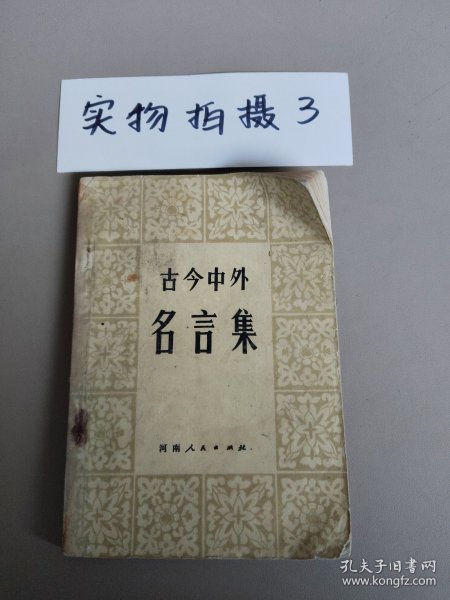 实物拍摄3
古今中外
名言集
河南人民出版社
孔夫子旧书网
www.kongfz.com